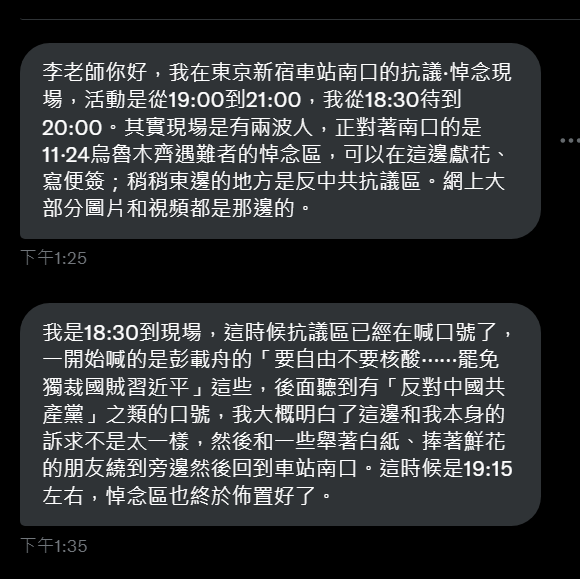 李老師你好，我在東京新宿車站南口的抗議·悼念現
場，活動是從19:00到21:00，我從18:30待到
20:00。其實現場是有兩波人，正對著南口的是
11·24烏魯木齊遇難者的悼念區，可以在這邊獻花、
寫便簽；稍稍東邊的地方是反中共抗議區。網上大
部分圖片和視頻都是那邊的。
下午1:25
我是18:30到現場，這時候抗議區已經在喊口號了，
一開始喊的是彭載舟的「要自由不要核酸⋯⋯罷免
獨裁國賊習近平」這些，後面聽到有「反對中國共
產黨」之類的口號，我大概明白了這邊和我本身的
訴求不是太一樣，然後和一些舉著白紙、捧著鮮花
的朋友繞到旁邊然後回到車站南口。這時候是19:15
左右，悼念區也終於佈置好了。
下午1:35